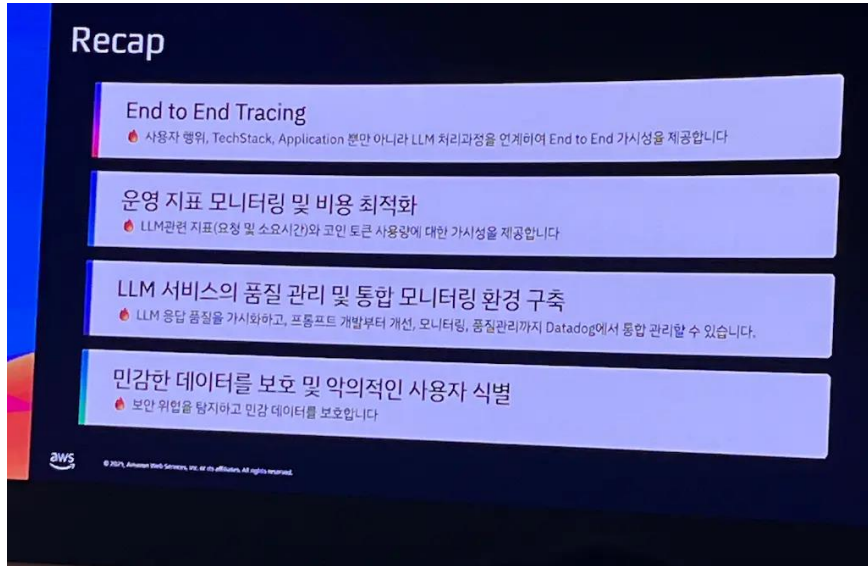 Recap
End to End Tracing
🔥 사용자 행위, TechStack, Application 뿐만 아니라 LLM 처리과정을 연계하여 End to End 가시성을 제공합니다
운영 지표 모니터링 및 비용 최적화
🔥 LLM관련 지표(요청 및 소요시간)와 코인 토큰 사용량에 대한 가시성을 제공합니다
LLM 서비스의 품질 관리 및 통합 모니터링 환경 구축
🔥 LLM 응답 품질을 가시화하고, 프롬프트 개발부터 개선, 모니터링, 품질관리까지 Datadog에서 통합 관리할 수 있습니다.
민감한 데이터를 보호 및 악의적인 사용자 식별
🔥 보안 위협을 탐지하고 민감 데이터를 보호합니다
aws
Amazon Web Services, Inc. or its affiliates. All rights reserved.